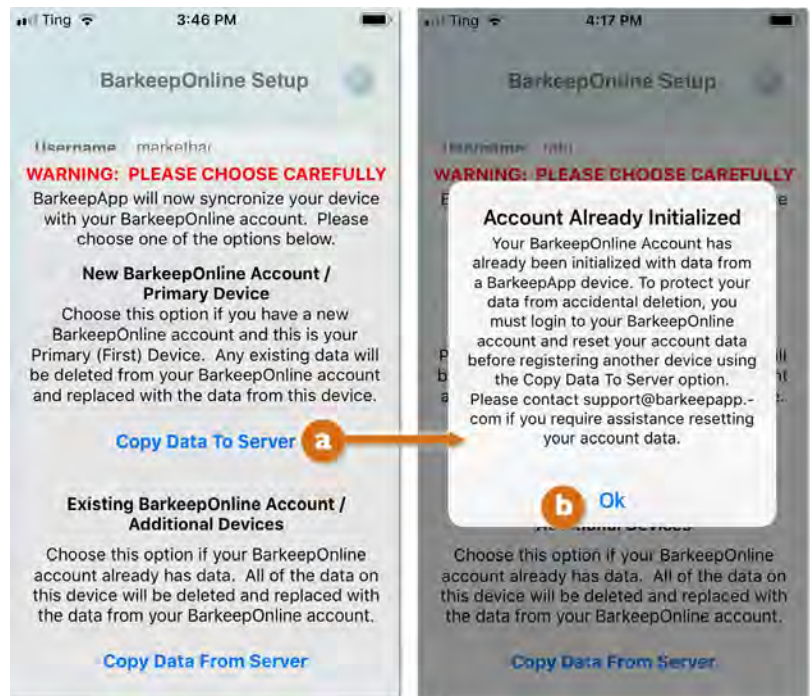 Ting
3:46 PM
BarkeepOnline Setup
Username markethar
WARNING: PLEASE CHOOSE CAREFULLY
BarkeepApp will now syncronize your device
with your BarkeepOnline account. Please
choose one of the options below.
New BarkeepOnline Account /
Primary Device
Choose this option if you have a new
BarkeepOnline account and this is your
Primary (First) Device. Any existing data will
be deleted from your BarkeepOnline account
and replaced with the data from this device.
Copy Data To Server
a
Existing BarkeepOnline Account /
Additional Devices
Choose this option if your BarkeepOnline
account already has data. All of the data on
this device will be deleted and replaced with
the data from your BarkeepOnline account.
Copy Data From Server
Ting
4:17 PM
BarkeepOnline Setup
Username
WARNING: PLEASE CHOOSE CAREFULLY
Account Already Initialized
Your BarkeepOnline Account has
already been initialized with data from
a BarkeepApp device. To protect your
data from accidental deletion, you
must login to your BarkeepOnline
account and reset your account data
before registering another device using
the Copy Data To Server option.
Please contact support@barkeepapp.-
com if you require assistance resetting
your account data.
b
Ok
Additional Devices
Choose this option if your BarkeepOnline
account already has data. All of the data on
this device will be deleted and replaced with
the data from your BarkeepOnline account.
Copy Data From Server